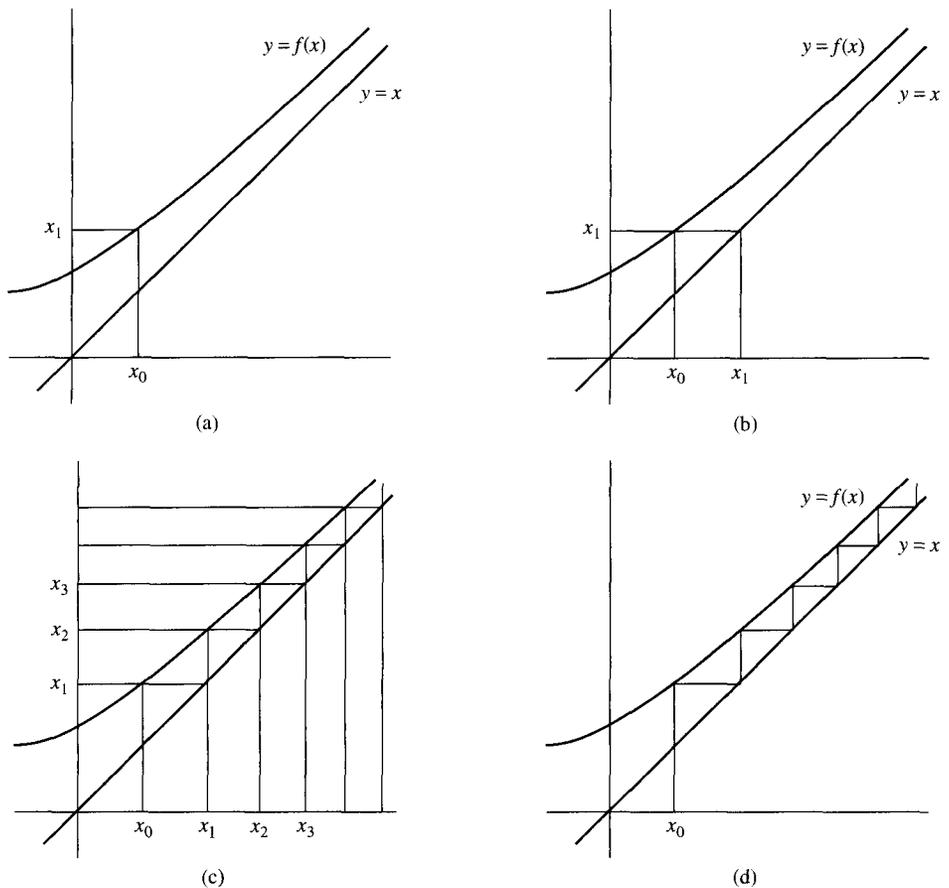 y = f(x)
y = x
x₁
x₀
(a)
y = f(x)
y = x
x₁
x₀ x₁
(b)
x₃
x₂
x₁
x₀ x₁ x₂ x₃
(c)
y = f(x)
y = x
x₀
(d)